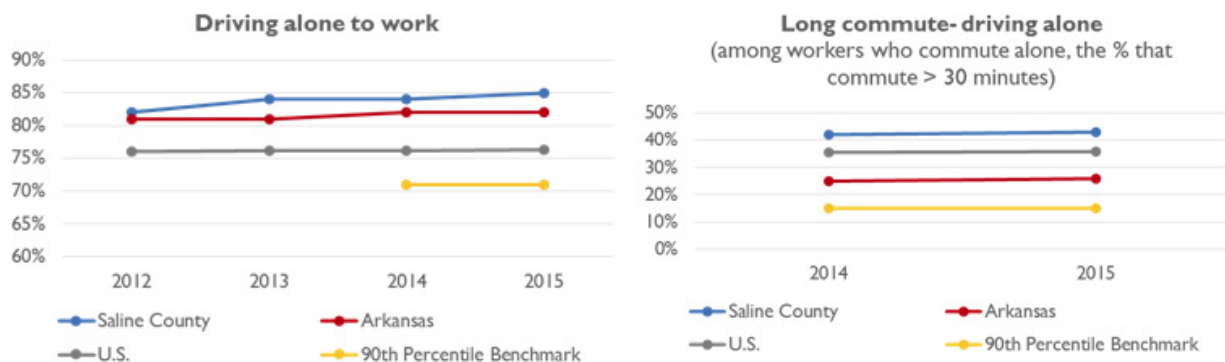 Driving alone to work
90%
85%
80%
75%
70%
65%
60%
2012 2013 2014 2015
Saline County Arkansas
U.S. 90th Percentile Benchmark
Long commute- driving alone
(among workers who commute alone, the % that
commute > 30 minutes)
50%
40%
30%
20%
10%
0%
2014 2015
Saline County Arkansas
U.S. 90th Percentile Benchmark